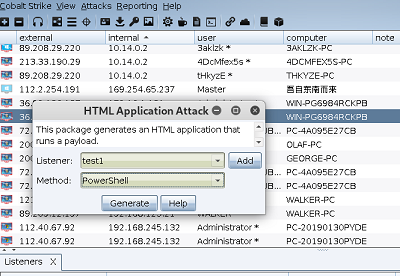 Cobalt Strike View Attacks Reporting Help
external internal user computer note
89.208.29.220 10.14.0.2 3aklzk * 3AKLZK-PC
213.33.190.29 10.14.0.2 4DcMfex5s * 4DCMFEX5S-PC
89.208.29.220 10.14.0.2 tHkyzE * THKYZE-PC
112.2.254.191 169.254.65.237 Master 吾自东南而来
36. WIN-PG6984RCKPB
36. WIN-PG6984RCKPB
HTML Application Attack
This package generates an HTML application that
runs a payload.
Listener: test1 Add
Method: PowerShell
Generate Help
PC-4A095E27CB
OLAF-PC
GEORGE-PC
PC-4A095E27CB
WALKER-PC
WALKER-PC
112.40.67.92 192.168.245.132 Administrator * PC-20190130PYDE
112.40.67.92 192.168.245.132 Administrator * PC-20190130PYDE
Listeners X